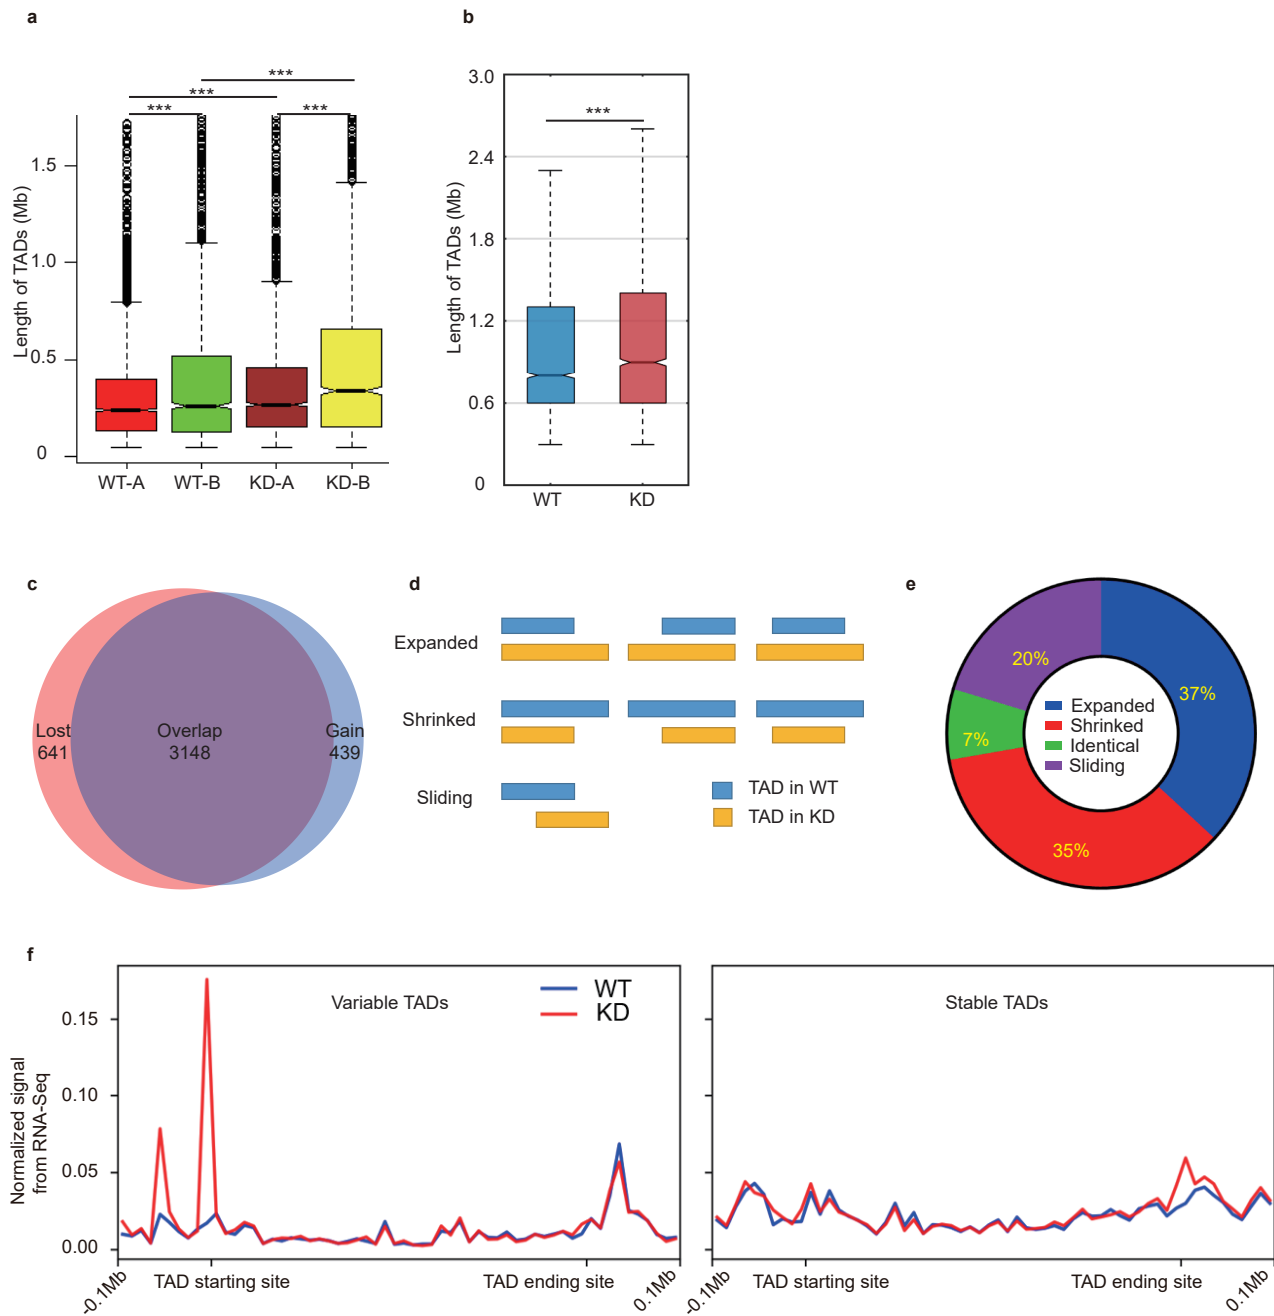 a
***
***
***
***
Length of TADs (Mb)
1.5
1.0
0.5
0
WT-A
WT-B
KD-A
KD-B
b
***
Length of TADs (Mb)
3.0
2.4
1.8
1.2
0.6
0
WT
KD
c
Lost
641
Overlap
3148
Gain
439
d
Expanded
Shrinked
Sliding
TAD in WT
TAD in KD
e
20%
37%
7%
35%
Expanded
Shrinked
Identical
Sliding
f
Normalized signal
from RNA-Seq
0.15
0.10
0.05
0.00
Variable TADs
WT
KD
-0.1Mb
TAD starting site
TAD ending site
0.1Mb
Stable TADs
-0.1Mb
TAD starting site
TAD ending site
0.1Mb